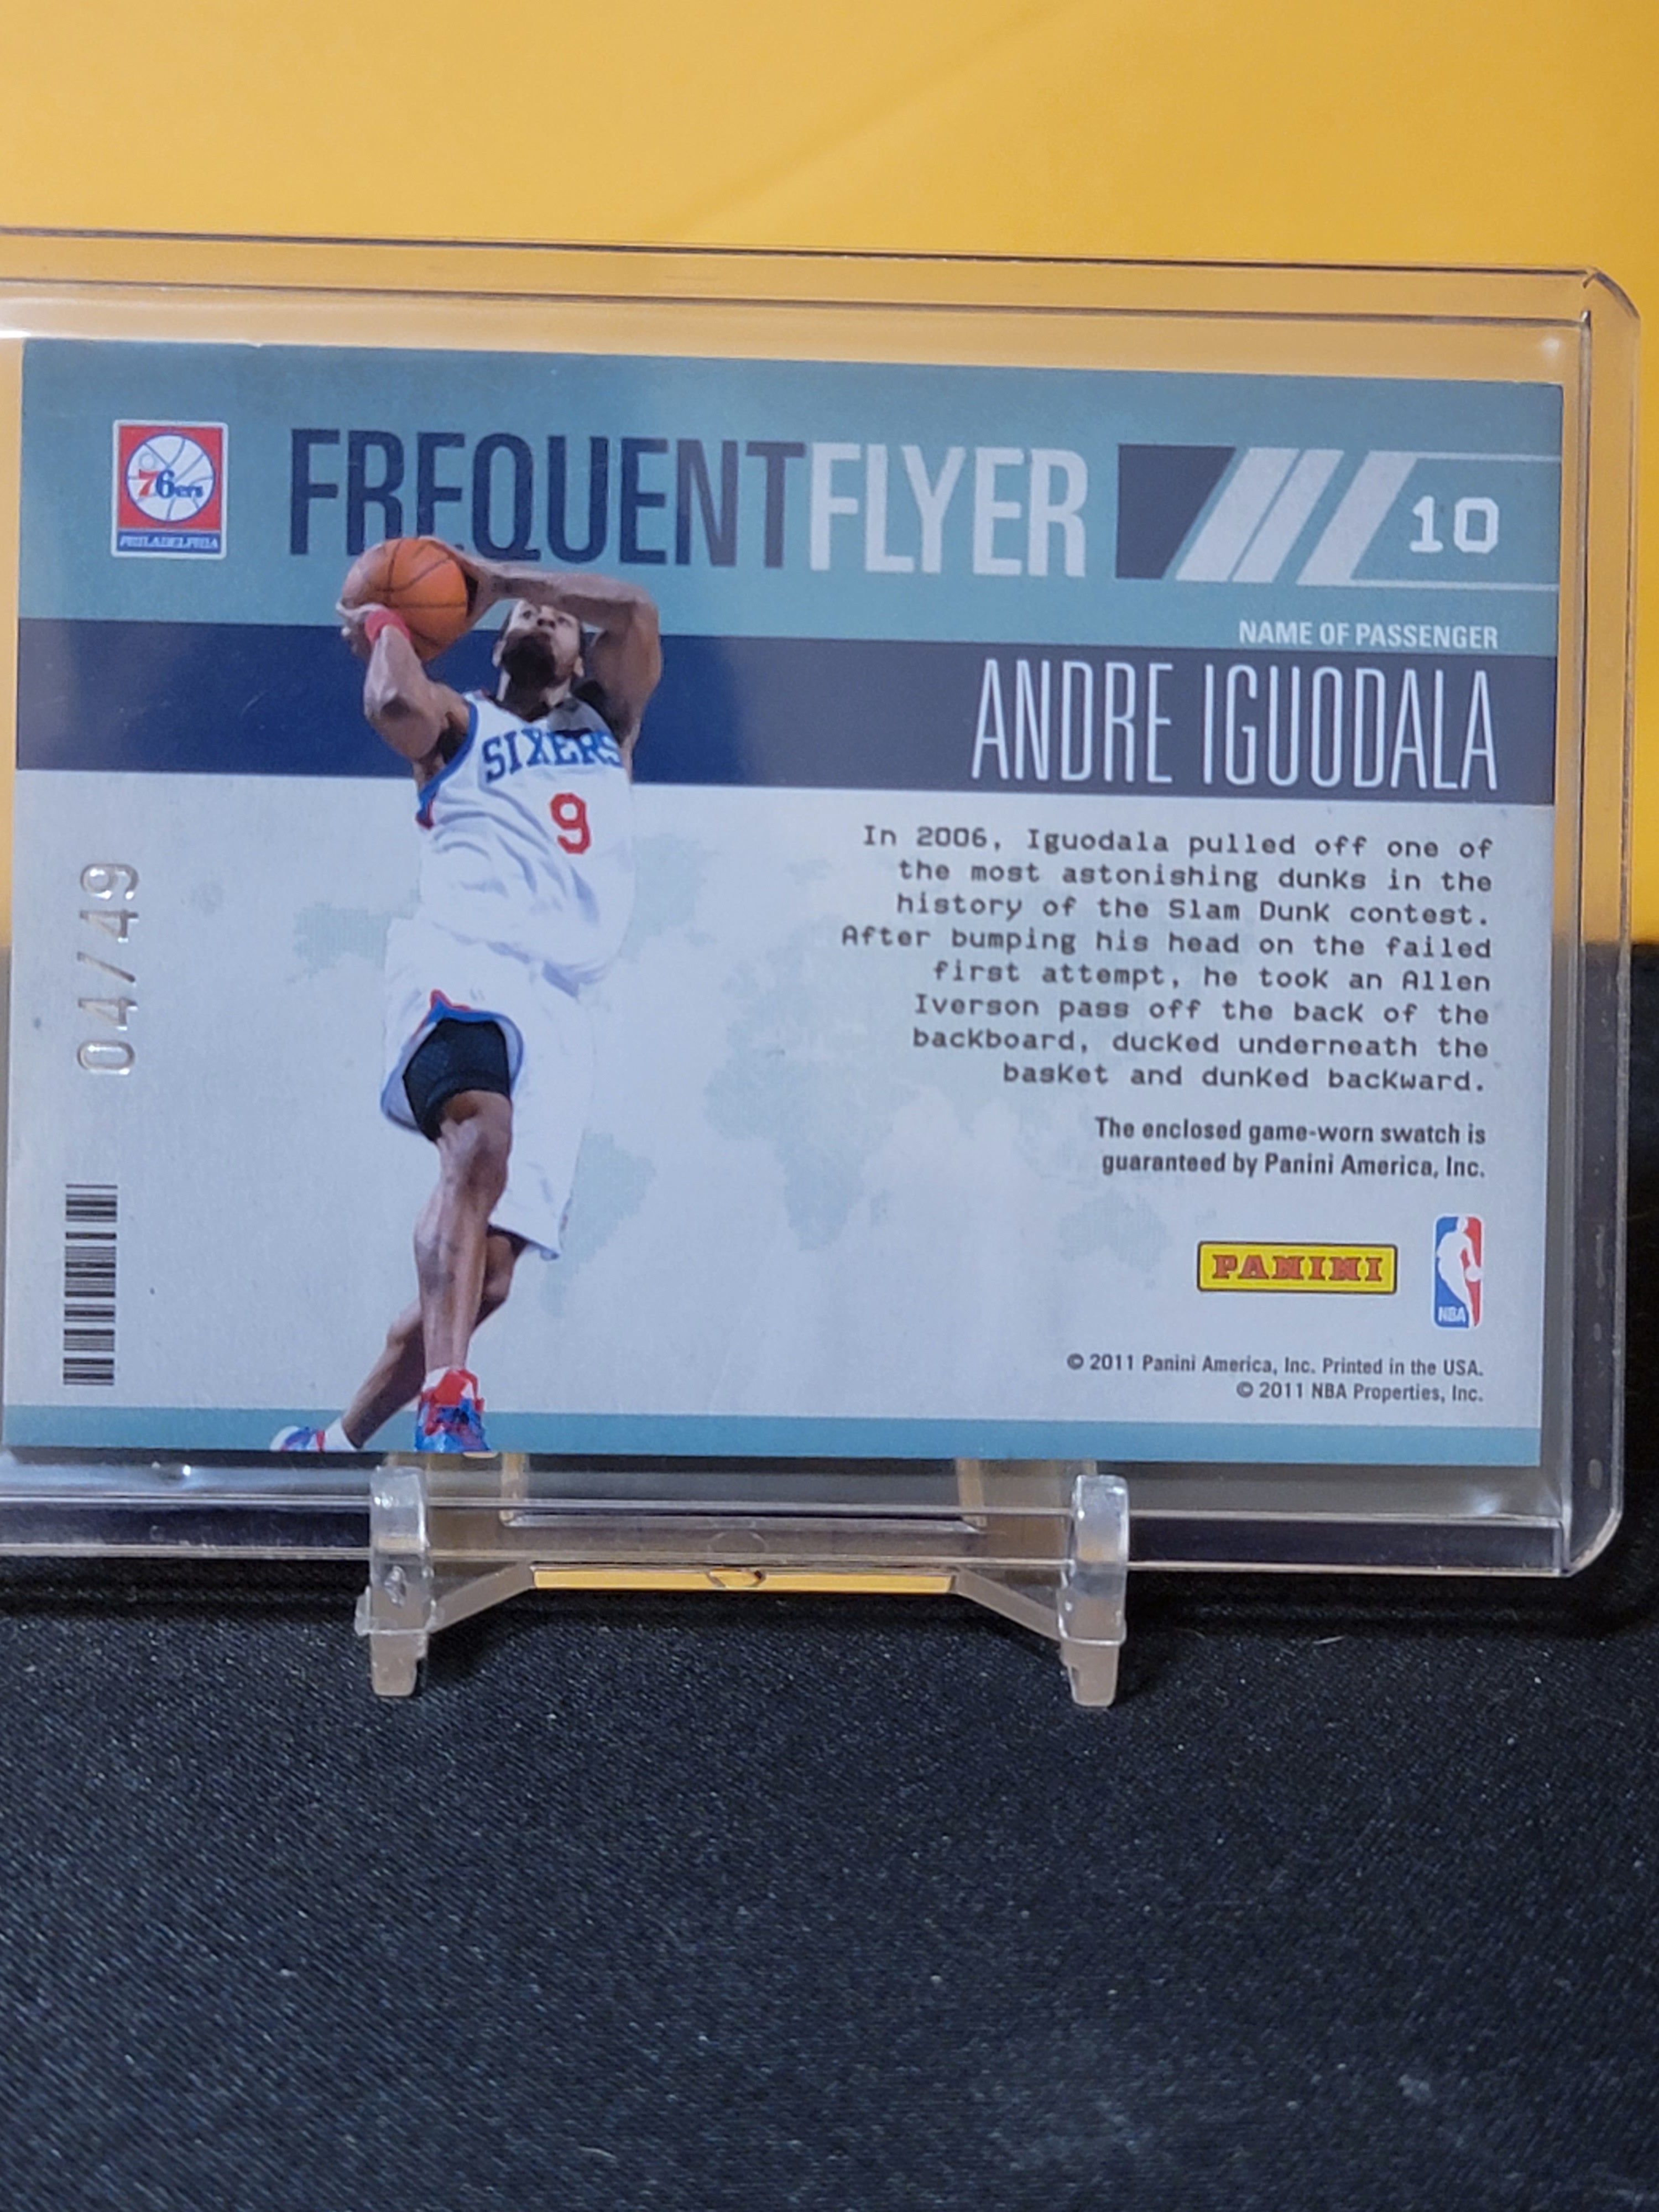 76ers
PHILADELPHIA
FREQUENTFLYER
10
NAME OF PASSENGER
ANDRE IGUODALA
SIXERS
9
In 2006, Iguodala pulled off one of
the most astonishing dunks in the
history of the Slam Dunk contest.
After bumping his head on the failed
first attempt, he took an Allen
Iverson pass off the back of the
backboard, ducked underneath the
basket and dunked backward.
04/49
The enclosed game-worn swatch is
guaranteed by Panini America, Inc.
PANINI
NBA
© 2011 Panini America, Inc. Printed in the USA.
© 2011 NBA Properties, Inc.